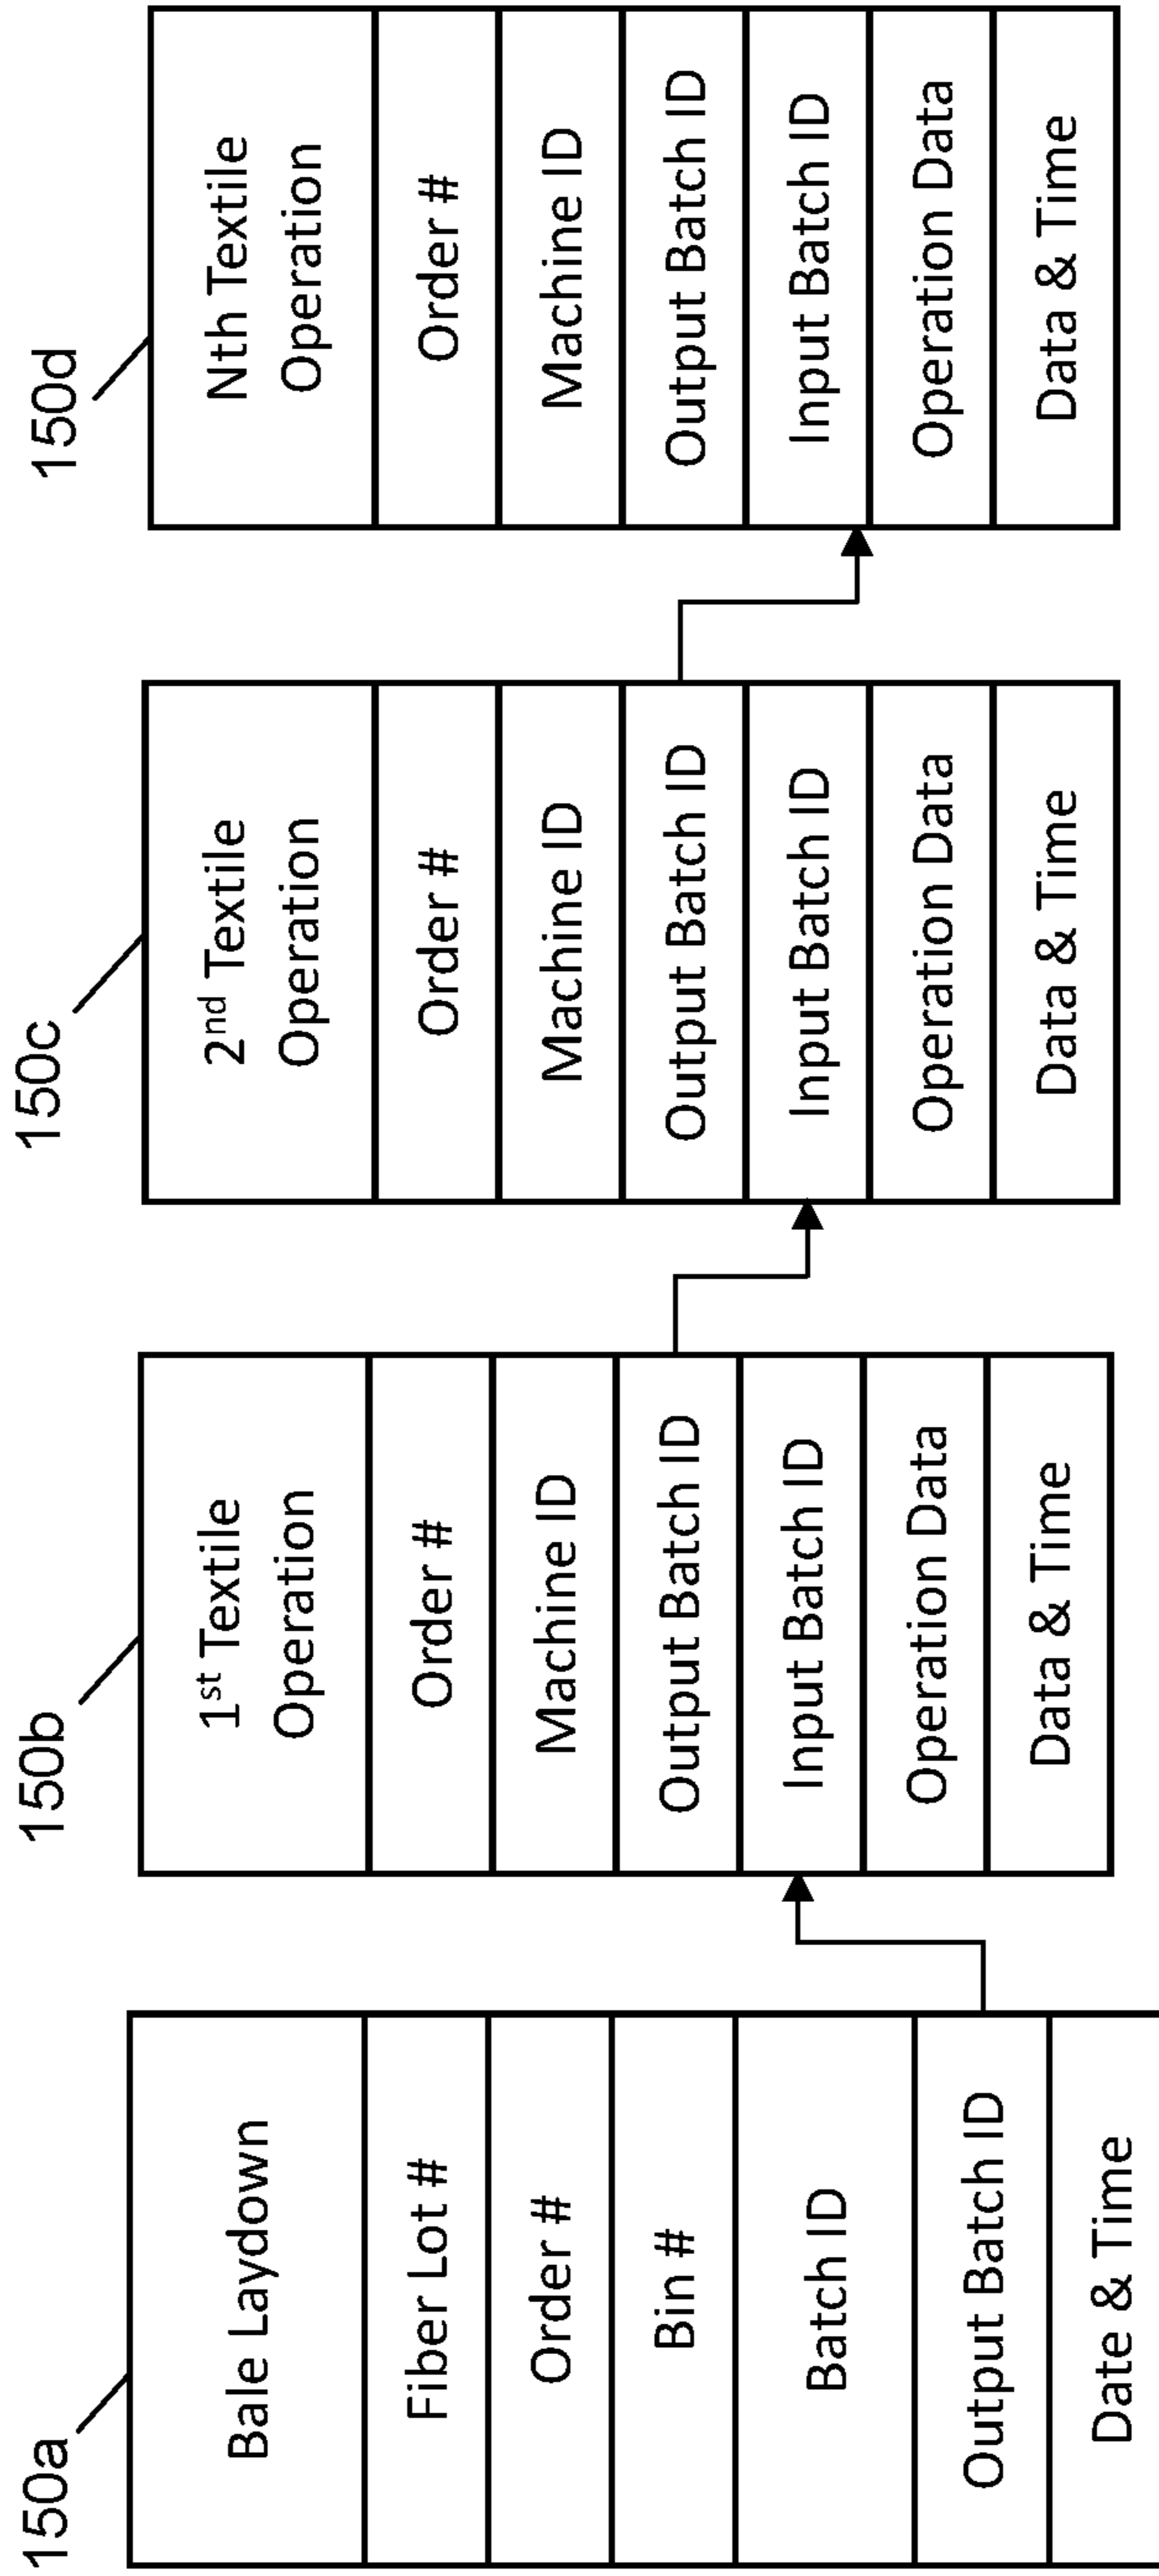 150a
Bale Laydown
Fiber Lot #
Order #
Bin #
Batch ID
Output Batch ID
Date & Time
150b
1st Textile
Operation
Order #
Machine ID
Output Batch ID
Input Batch ID
Operation Data
Data & Time
150c
2nd Textile
Operation
Order #
Machine ID
Output Batch ID
Input Batch ID
Operation Data
Data & Time
150d
Nth Textile
Operation
Order #
Machine ID
Output Batch ID
Input Batch ID
Operation Data
Data & Time